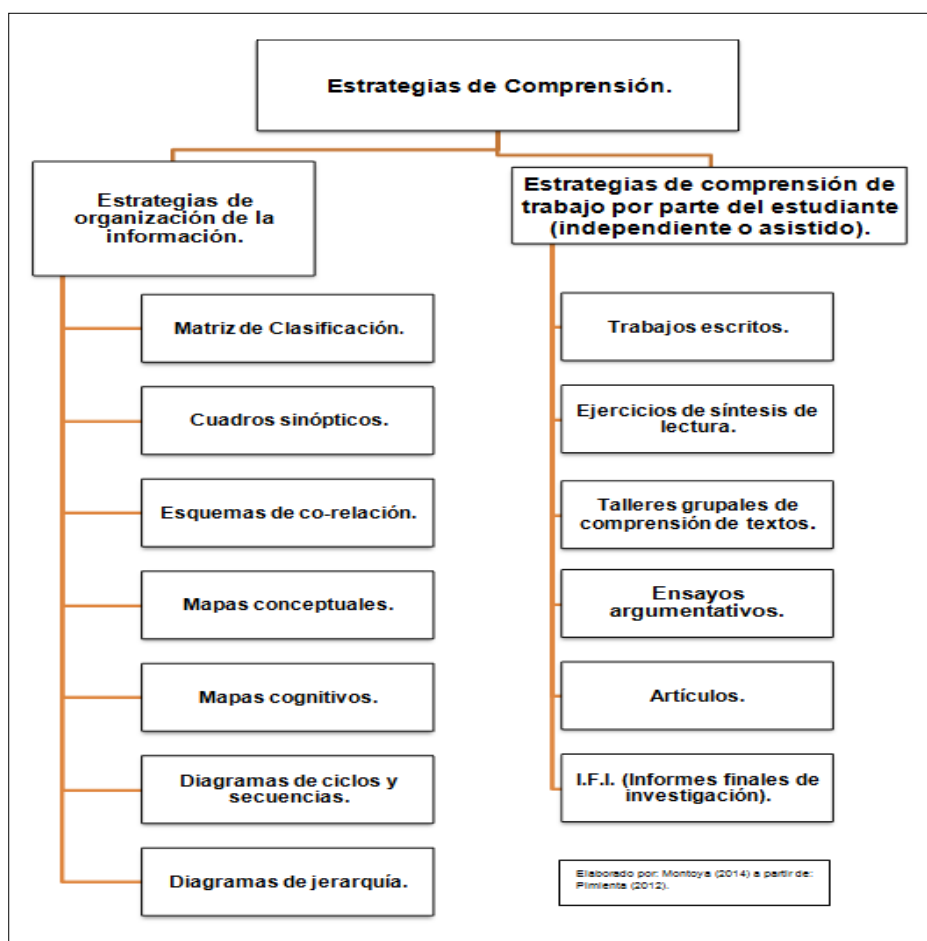 Estrategias de Comprensión.
Estrategias de
organización de la
información.
Matriz de Clasificación.
Cuadros sinópticos.
Esquemas de co-relación.
Mapas conceptuales.
Mapas cognitivos.
Diagramas de ciclos y
secuencias.
Diagramas de jerarquía.
Estrategias de comprensión de
trabajo por parte del estudiante
(independiente o asistido).
Trabajos escritos.
Ejercicios de síntesis de
lectura.
Talleres grupales de
comprensión de textos.
Ensayos
argumentativos.
Artículos.
I.F.I. (Informes finales de
investigación).
Elaborado por: Montoya (2014) a partir de:
Pimienta (2012).